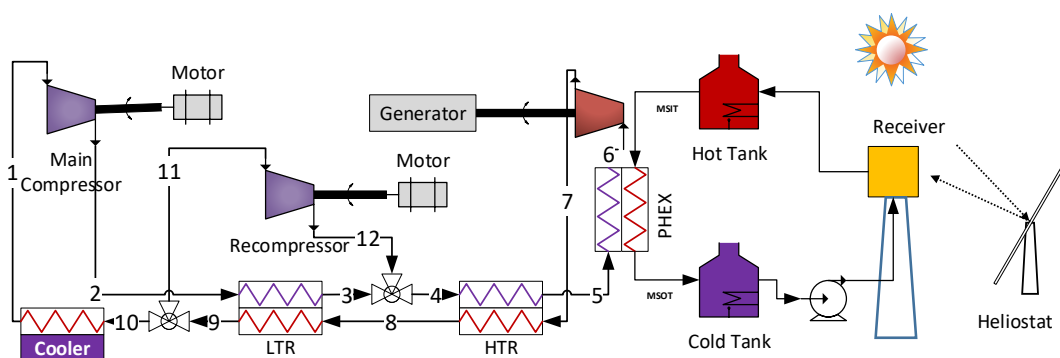 Motor
Main
Compressor
1
11
Recompressor
Motor
12
Generator
6
7
PHEX
MSIT
Hot Tank
Receiver
2
3
4
5
MSOT
Cold Tank
10
9
8
Cooler
LTR
HTR
Heliostat